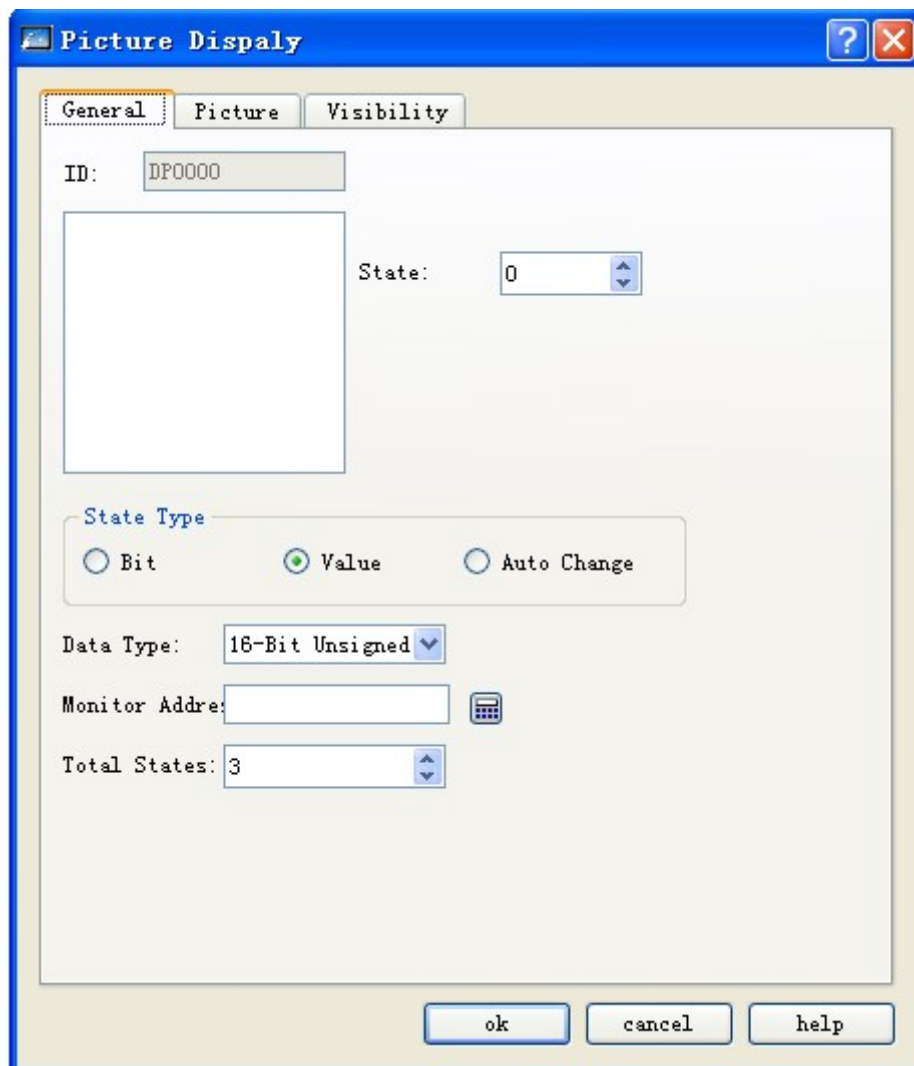 Picture Dispaly
General Picture Visibility
ID: DP0000
State: 0
State Type
Bit Value Auto Change
Data Type: 16-Bit Unsigned
Monitor Addre
Total States: 3
ok cancel help